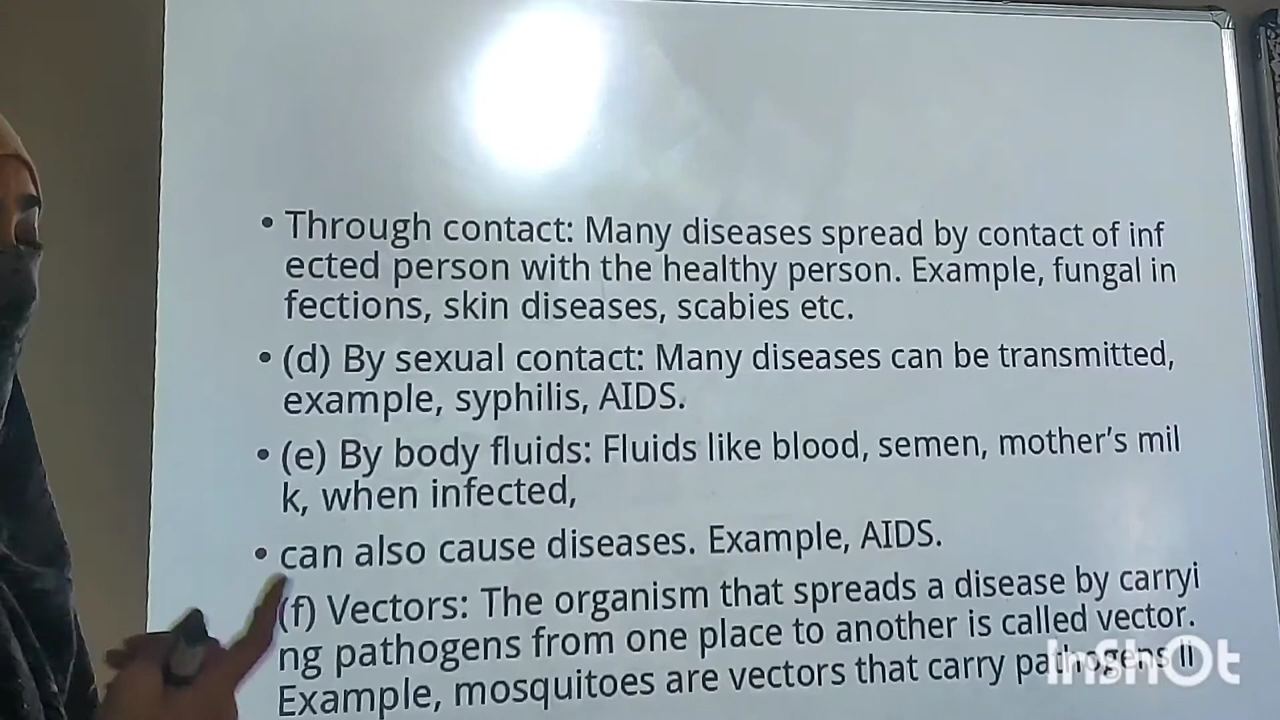 • Through contact: Many diseases spread by contact of inf
ected person with the healthy person. Example, fungal in
fections, skin diseases, scabies etc.
• (d) By sexual contact: Many diseases can be transmitted,
example, syphilis, AIDS.
• (e) By body fluids: Fluids like blood, semen, mother's mil
k, when infected,
• can also cause diseases. Example, AIDS.
(f) Vectors: The organism that spreads a disease by carryi
ng pathogens from one place to another is called vector.
Example, mosquitoes are vectors that carry pathogens
InShOt